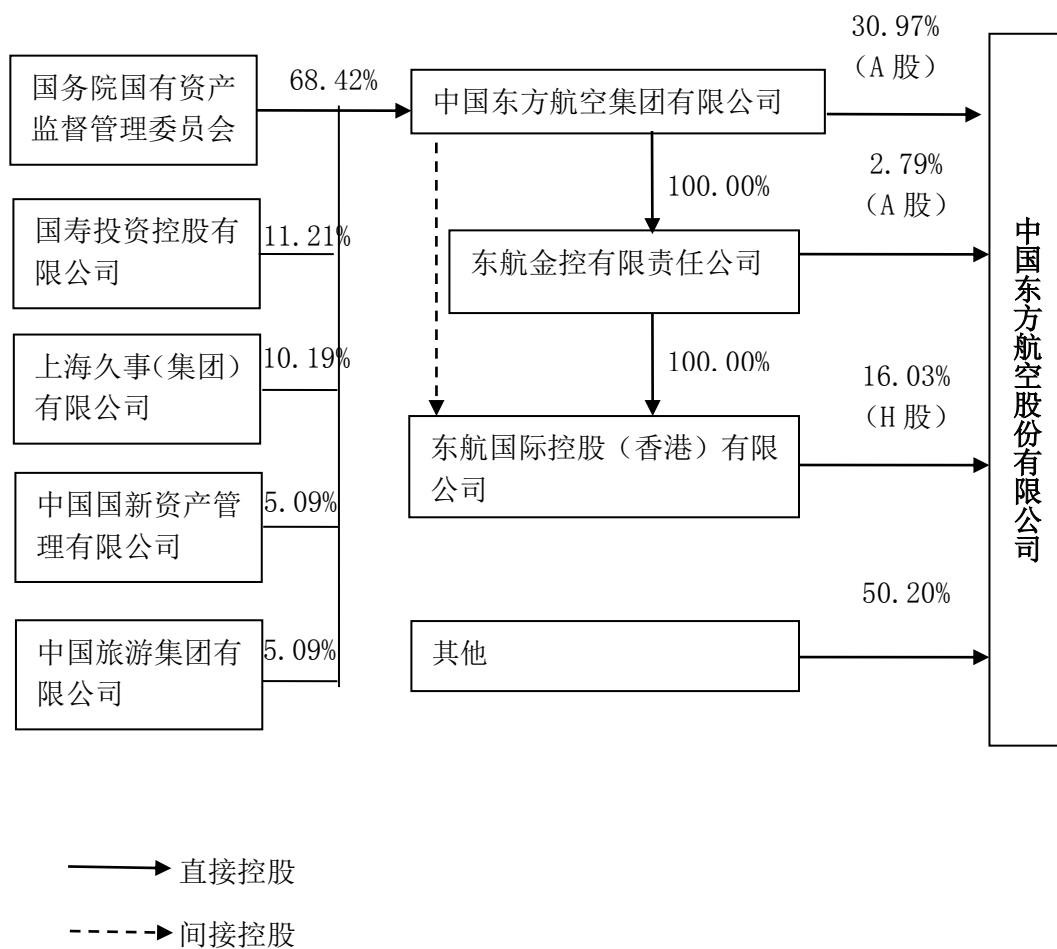 国务院国有资产
监督管理委员会
68.42%
中国东方航空集团有限公司
30.97%
（A 股）
国寿投资控股有
限公司
11.21%
100.00%
东航金控有限责任公司
2.79%
（A 股）
上海久事（集团）
有限公司
10.19%
100.00%
东航国际控股（香港）有限
公司
16.03%
（H 股）
中国国新资产管
理有限公司
5.09%
中国旅游集团有
限公司
5.09%
其他
50.20%
中国东方航空股份有限公司
直接控股
间接控股